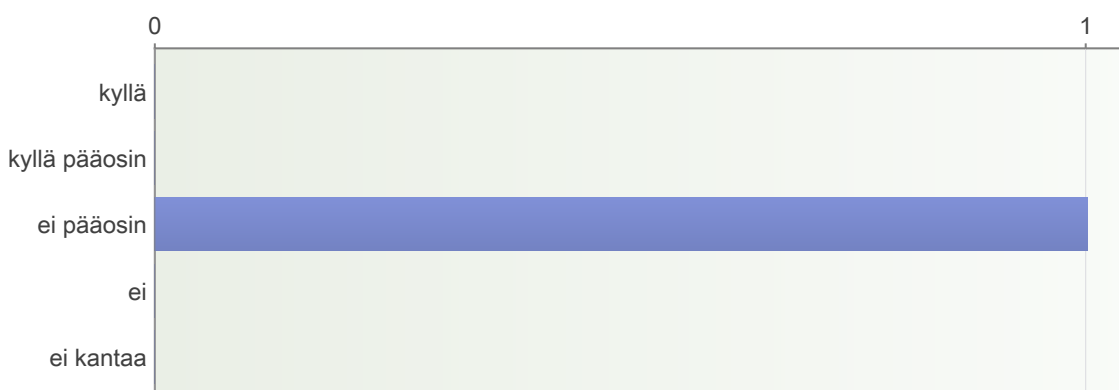 0 1
kyllä
kyllä pääosin
ei pääosin
ei
ei kantaa